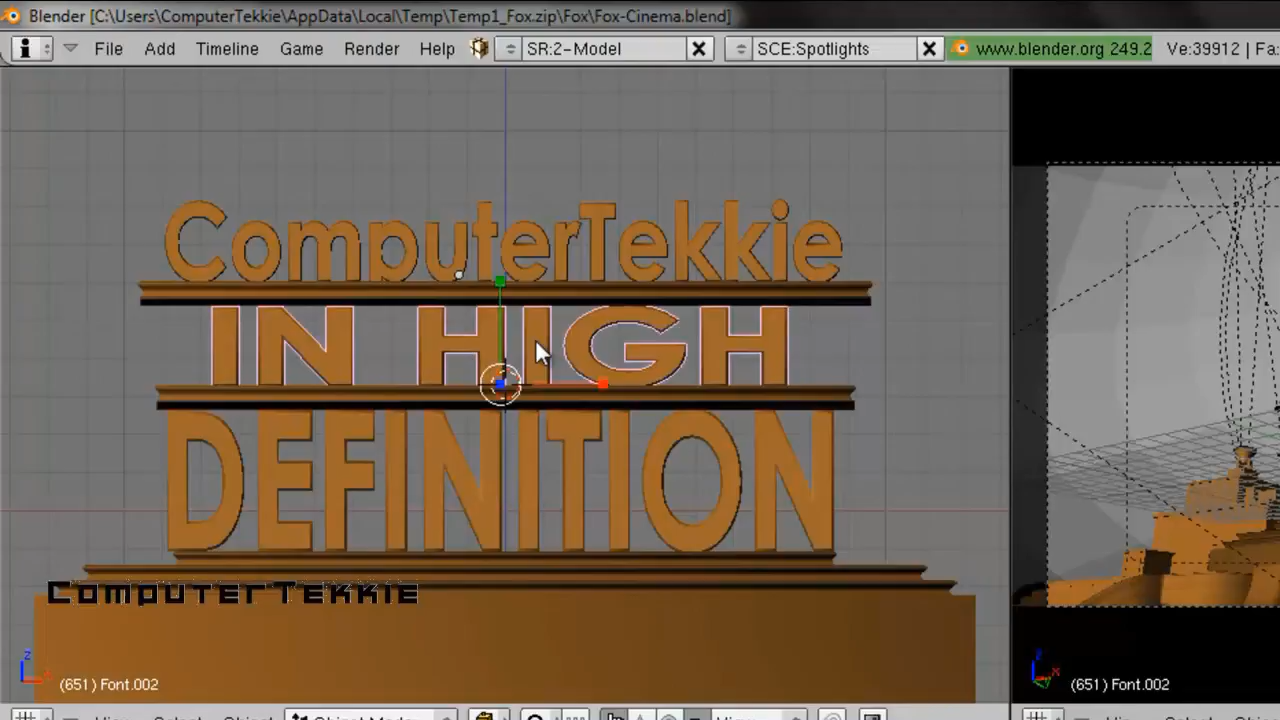 Blender [C:\Users\ComputerTekkie\AppData\Local\Temp\Temp1_Fox.zip\Fox\Fox-Cinema.blend]
File Add Timeline Game Render Help SR:2-Model SCE:Spotlights www.blender.org 249.2 Ve:39912 | Fa:
ComputerTekkie
IN HIGH
DEFINITION
COMPUTERTEKKIE
(651) Font.002
(651) Font.002